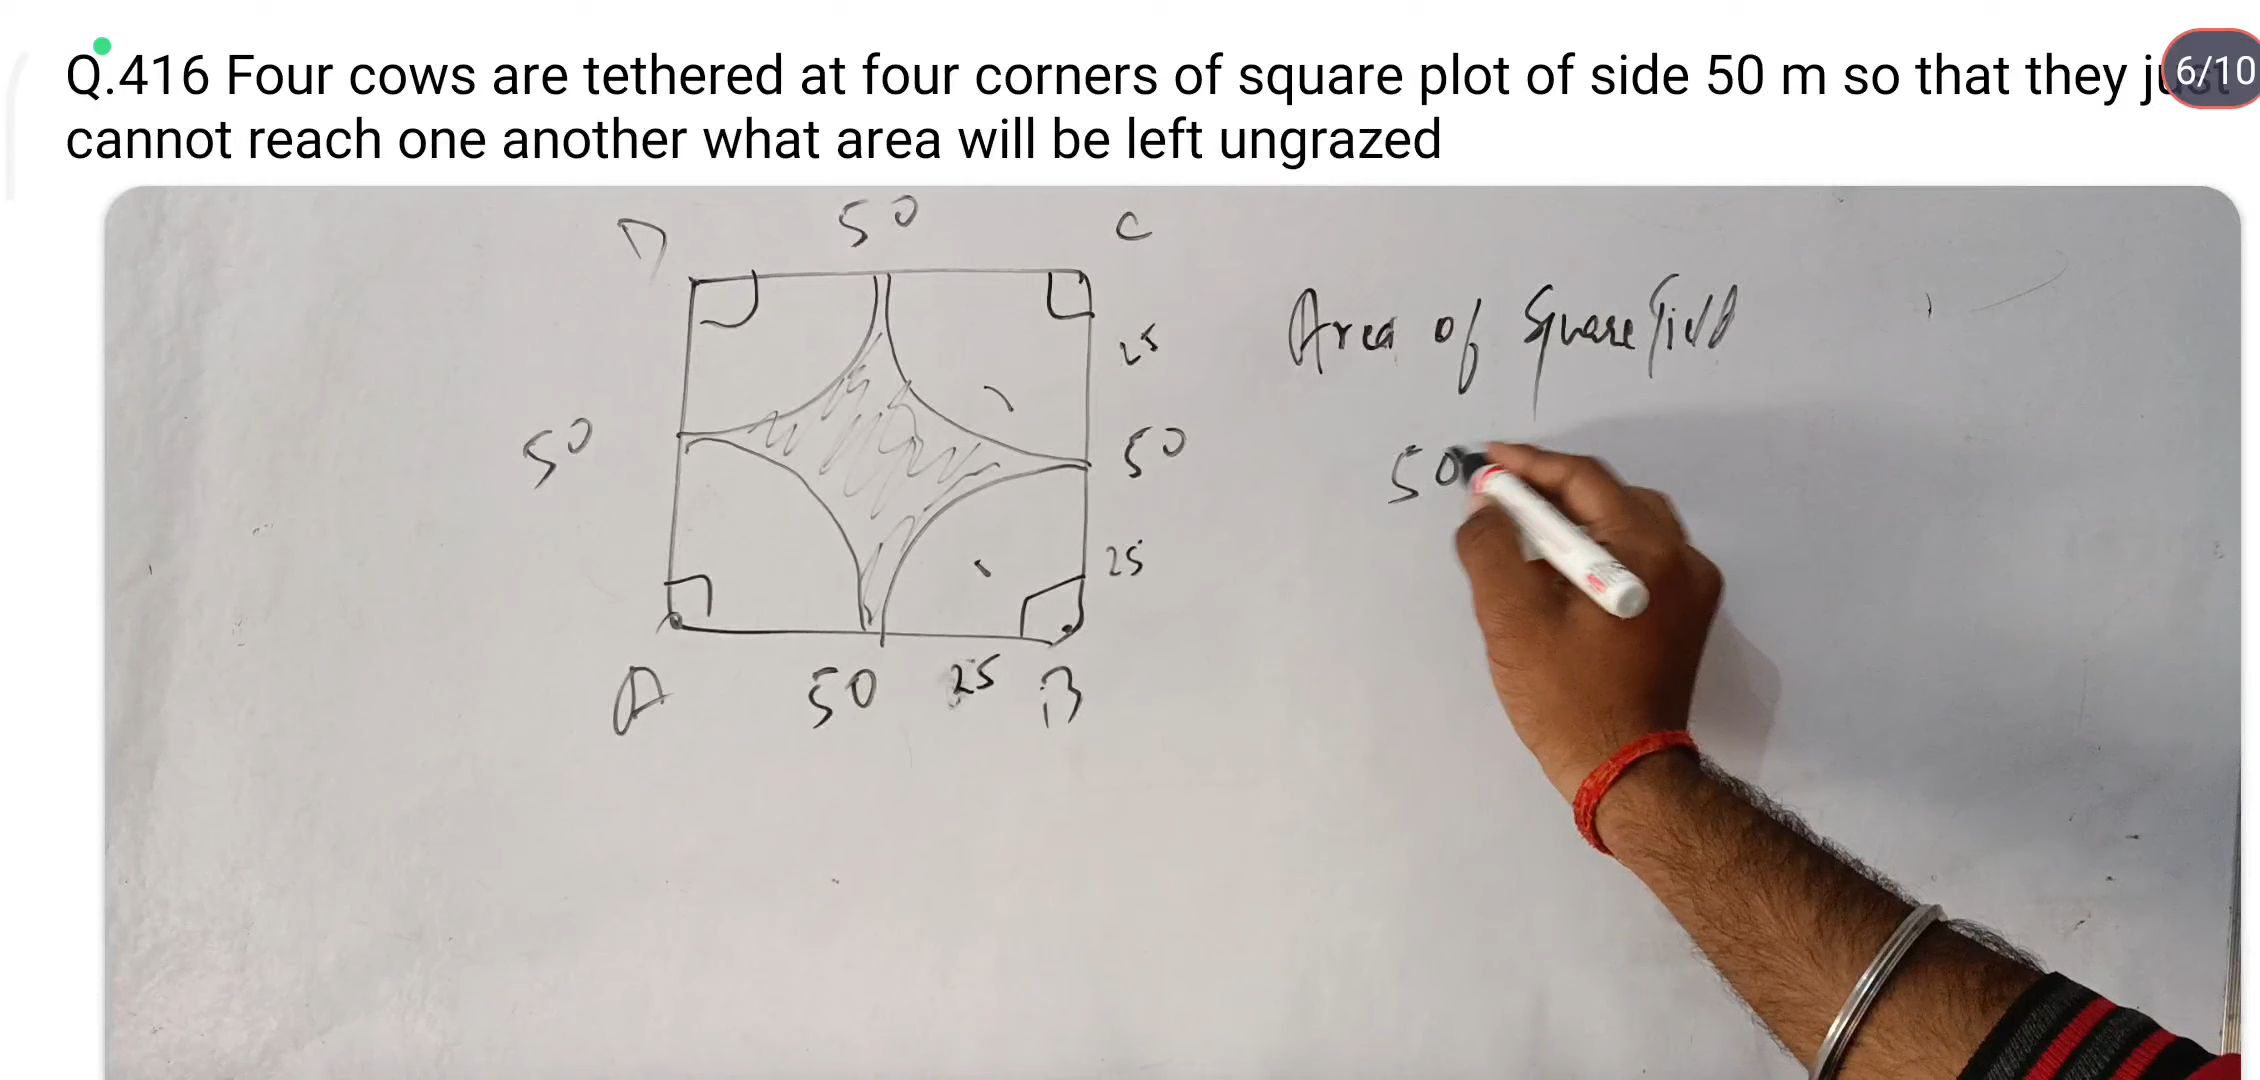 Q.416 Four cows are tethered at four corners of square plot of side 50 m so that they just
6/10
cannot reach one another what area will be left ungrazed
D 50 C
25
Area of Square field
50 50
50
25
A 50 25 B